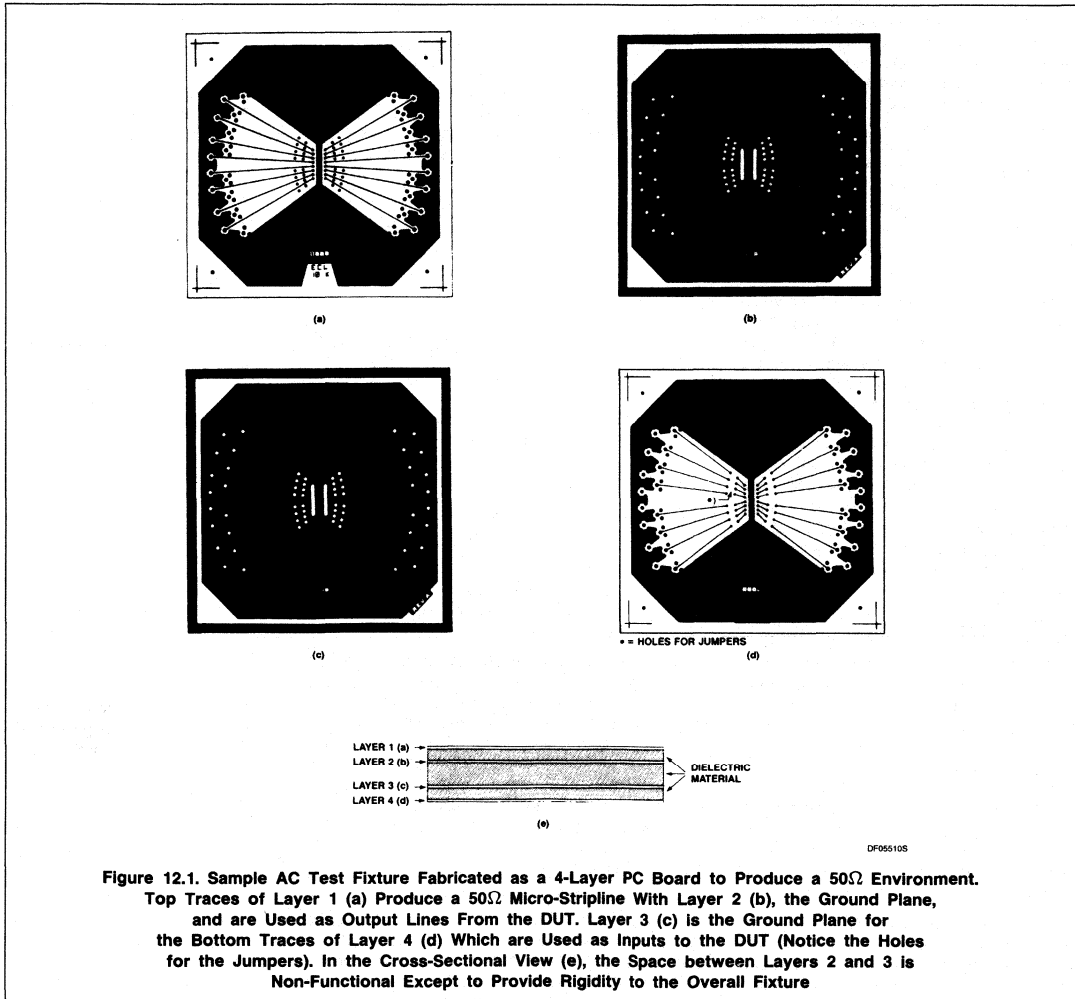 ECL
(a)
(b)
(c)
• = HOLES FOR JUMPERS
(d)
LAYER 1 (a)
LAYER 2 (b)
LAYER 3 (c)
LAYER 4 (d)
DIELECTRIC
MATERIAL
(e)
DF05510S
Figure 12.1. Sample AC Test Fixture Fabricated as a 4-Layer PC Board to Produce a 50Ω Environment.
Top Traces of Layer 1 (a) Produce a 50Ω Micro-Stripline With Layer 2 (b), the Ground Plane,
and are Used as Output Lines From the DUT. Layer 3 (c) is the Ground Plane for
the Bottom Traces of Layer 4 (d) Which are Used as Inputs to the DUT (Notice the Holes
for the Jumpers). In the Cross-Sectional View (e), the Space between Layers 2 and 3 is
Non-Functional Except to Provide Rigidity to the Overall Fixture